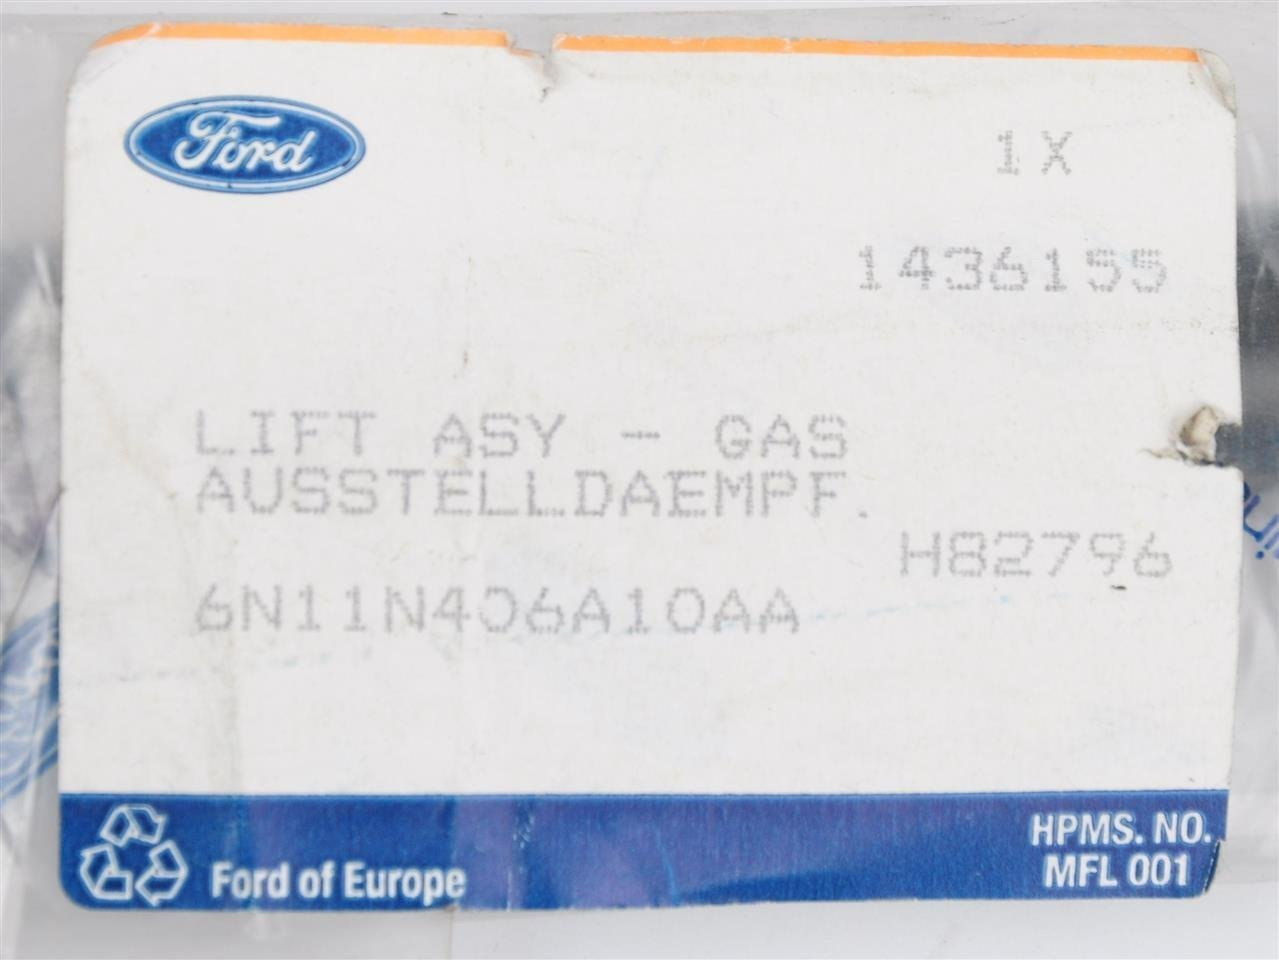 Ford
1X
1436155
LIFT ASY - GAS
AUSSTELLDAEMPF.
H82796
6N11N406A10AA
Ford of Europe
HPMS. NO.
MFL 001